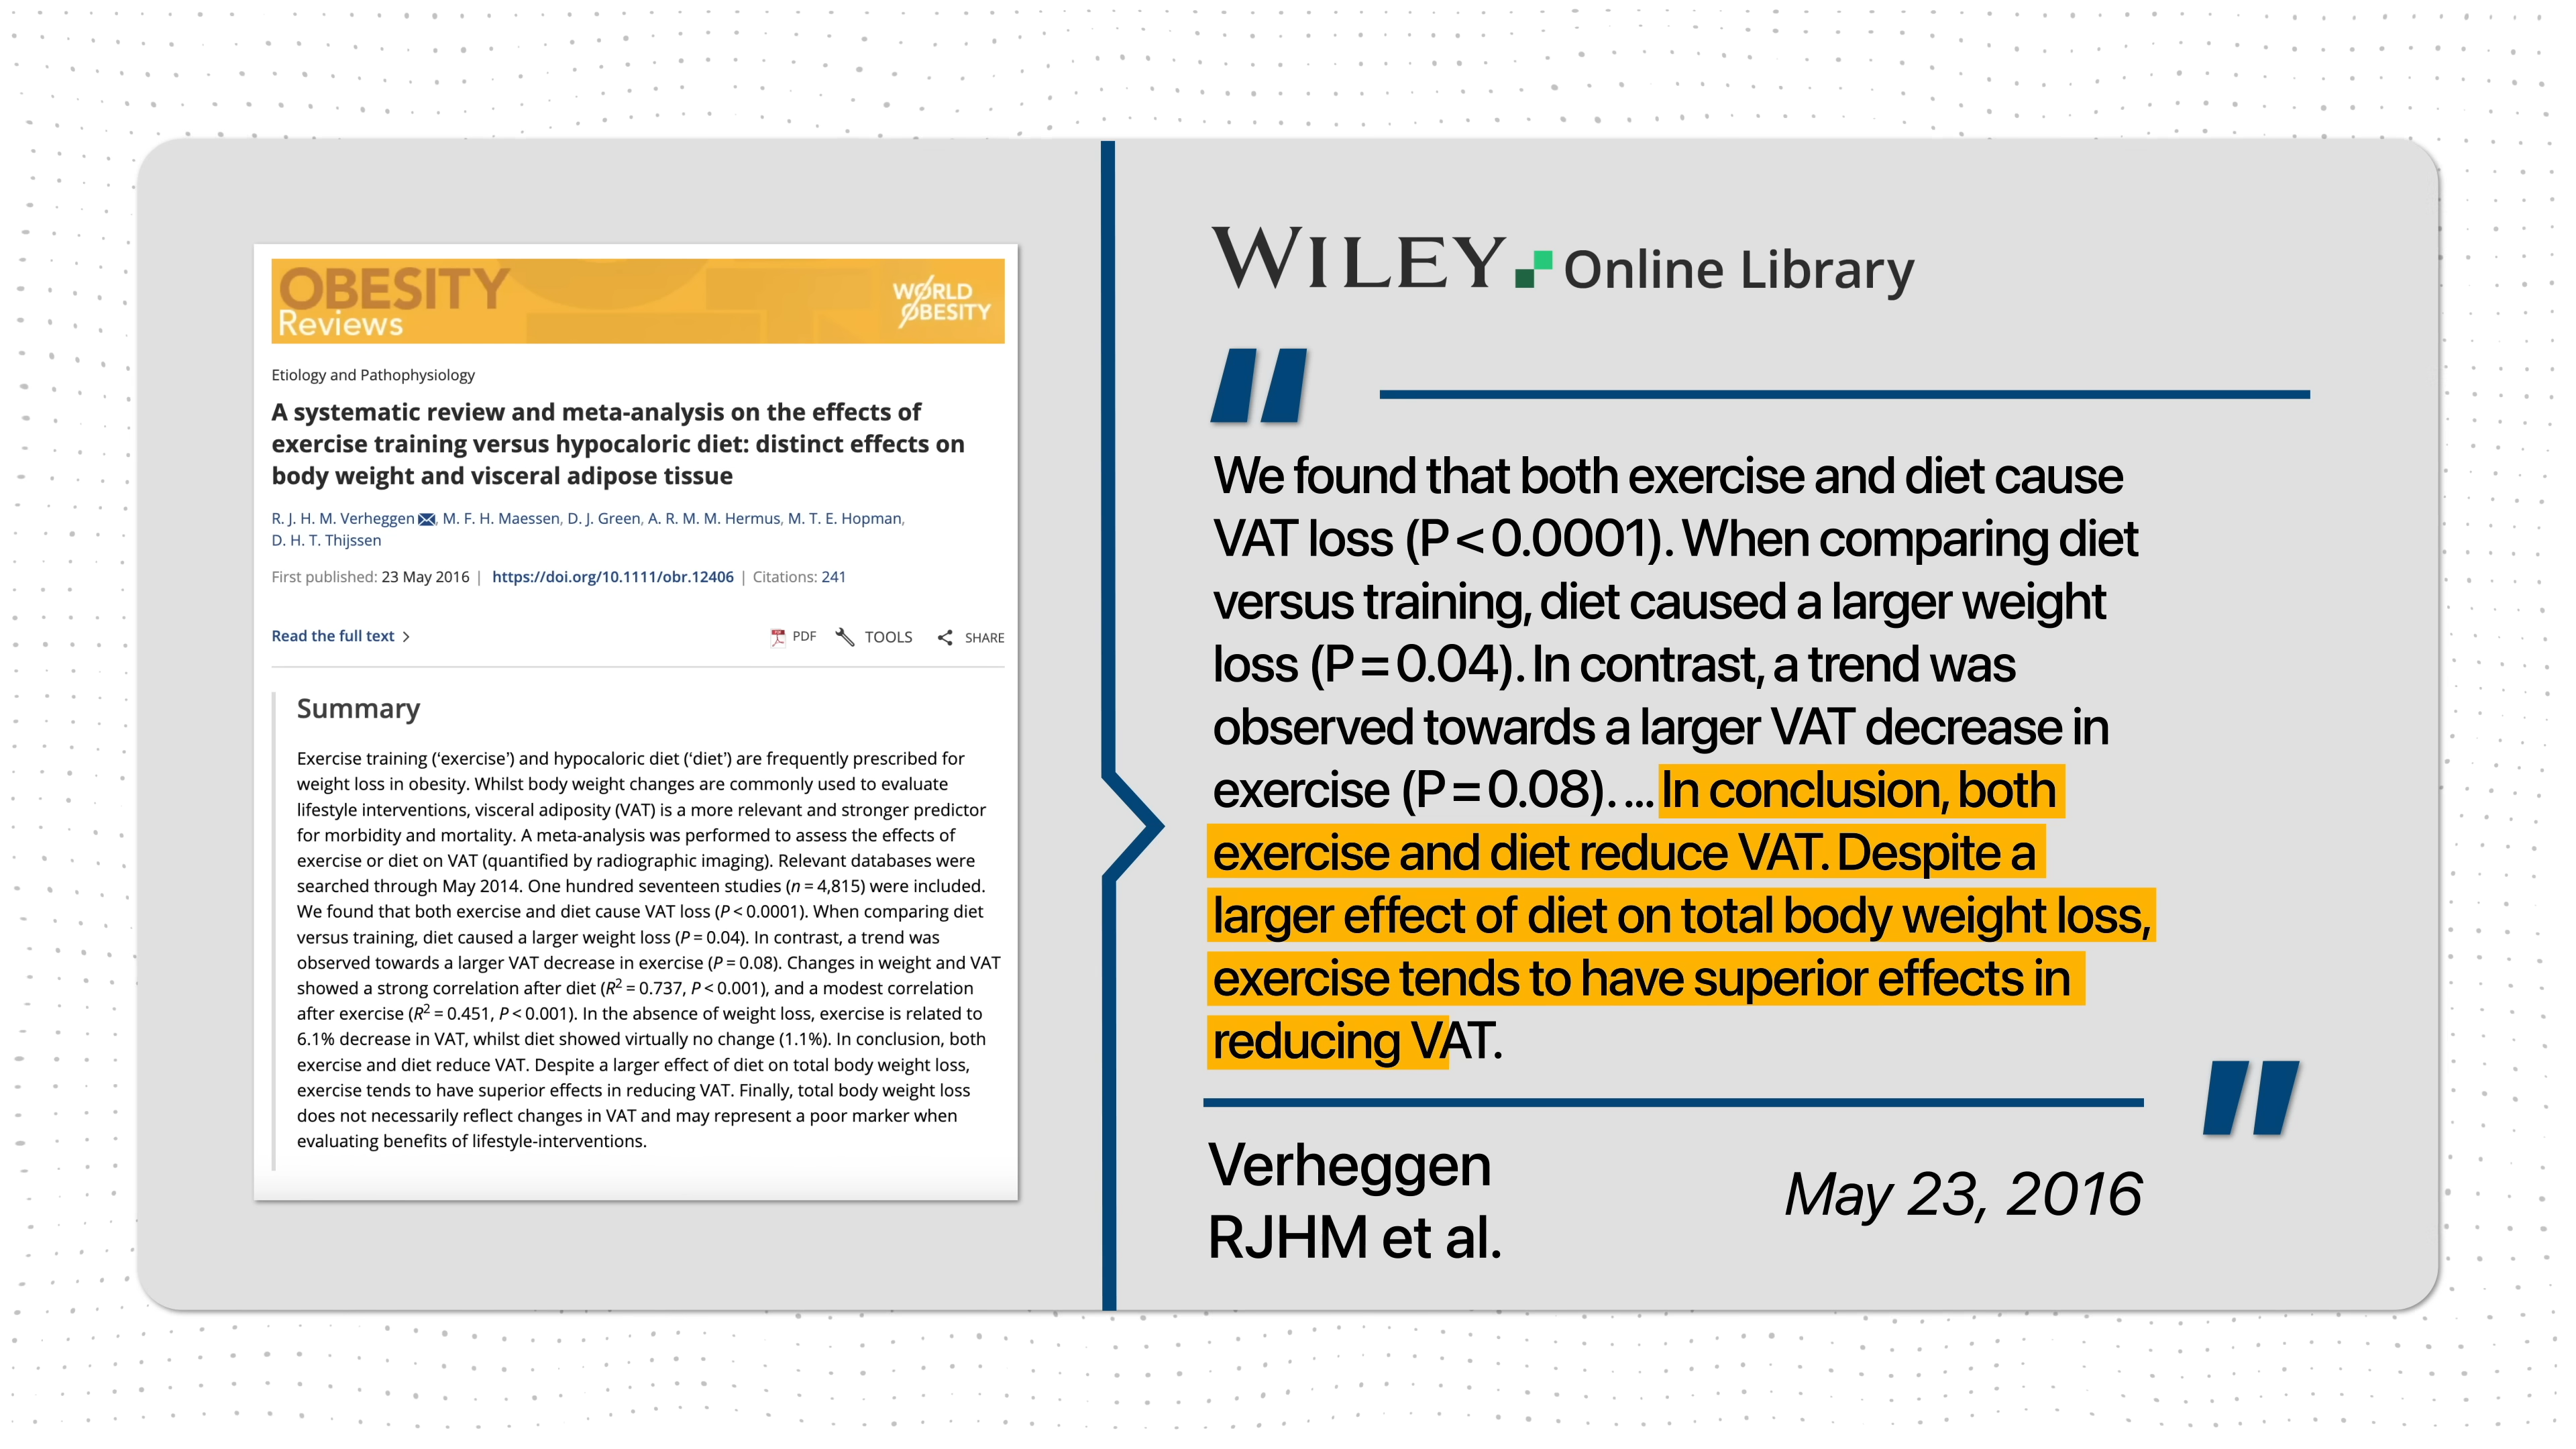 OBESITY
Reviews
WORLD
OBESITY
Etiology and Pathophysiology
A systematic review and meta-analysis on the effects of
exercise training versus hypocaloric diet: distinct effects on
body weight and visceral adipose tissue
R. J. H. M. Verheggen, M. F. H. Maessen, D. J. Green, A. R. M. M. Hermus, M. T. E. Hopman,
D. H. T. Thijssen
First published: 23 May 2016 | https://doi.org/10.1111/obr.12406 | Citations: 241
Read the full text > PDF TOOLS SHARE
Summary
Exercise training (‘exercise’) and hypocaloric diet (‘diet’) are frequently prescribed for
weight loss in obesity. Whilst body weight changes are commonly used to evaluate
lifestyle interventions, visceral adiposity (VAT) is a more relevant and stronger predictor
for morbidity and mortality. A meta-analysis was performed to assess the effects of
exercise or diet on VAT (quantified by radiographic imaging). Relevant databases were
searched through May 2014. One hundred seventeen studies (n = 4,815) were included.
We found that both exercise and diet cause VAT loss (P < 0.0001). When comparing diet
versus training, diet caused a larger weight loss (P = 0.04). In contrast, a trend was
observed towards a larger VAT decrease in exercise (P = 0.08). Changes in weight and VAT
showed a strong correlation after diet (R² = 0.737, P < 0.001), and a modest correlation
after exercise (R² = 0.451, P < 0.001). In the absence of weight loss, exercise is related to
6.1% decrease in VAT, whilst diet showed virtually no change (1.1%). In conclusion, both
exercise and diet reduce VAT. Despite a larger effect of diet on total body weight loss,
exercise tends to have superior effects in reducing VAT. Finally, total body weight loss
does not necessarily reflect changes in VAT and may represent a poor marker when
evaluating benefits of lifestyle-interventions.
WILEY Online Library
"
We found that both exercise and diet cause
VAT loss (P < 0.0001). When comparing diet
versus training, diet caused a larger weight
loss (P = 0.04). In contrast, a trend was
observed towards a larger VAT decrease in
exercise (P = 0.08). ... In conclusion, both
exercise and diet reduce VAT. Despite a
larger effect of diet on total body weight loss,
exercise tends to have superior effects in
reducing VAT.
"
Verheggen
RJHM et al.
May 23, 2016